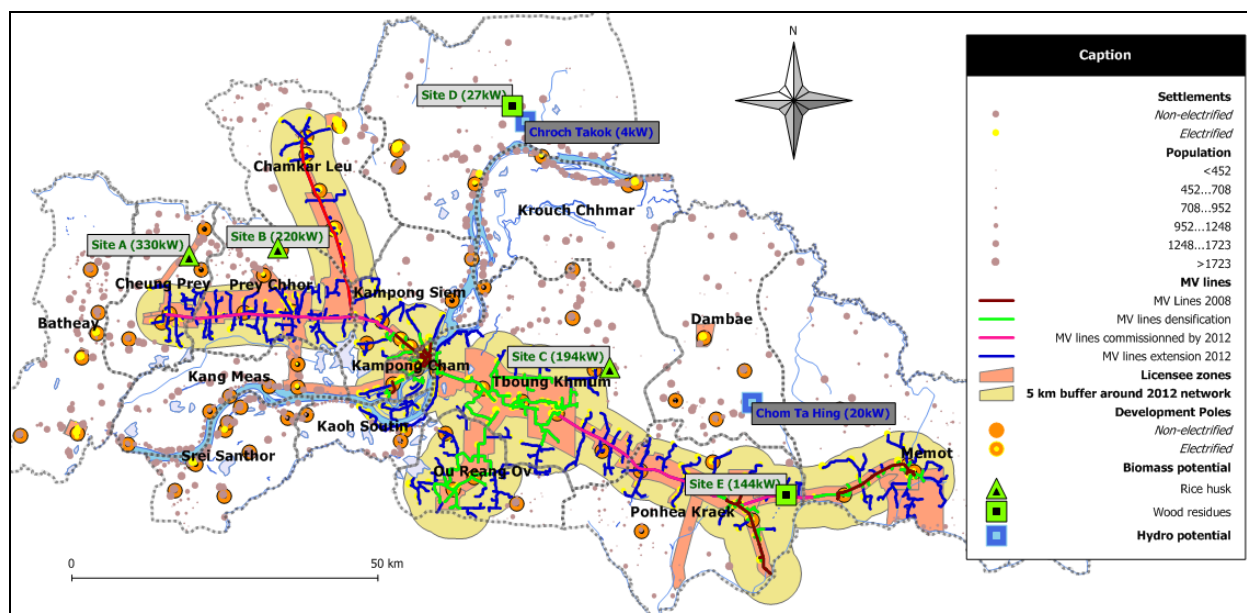 N
Site D (27kW)
Chroch Takok (4kW)
Chamkar Leu
Krouch Chhmar
Site A (330kW)
Site B (220kW)
Cheung Prey
Prey Chhor
Kampong Siem
Batheay
Dambae
Site C (194kW)
Kampong Cham
Tboung Khmum
Kang Meas
Chom Ta Hing (20kW)
Kaoh Soutin
Srei Santhor
Ou Reang Ov
Memot
Site E (144kW)
Ponhea Kraek
0
50 km
Caption
Settlements
Non-electrified
Electrified
Population
<452
452...708
708...952
952...1248
1248...1723
>1723
MV lines
MV Lines 2008
MV lines densification
MV lines commissionned by 2012
MV lines extension 2012
Licensee zones
5 km buffer around 2012 network
Development Poles
Non-electrified
Electrified
Biomass potential
Rice husk
Wood residues
Hydro potential